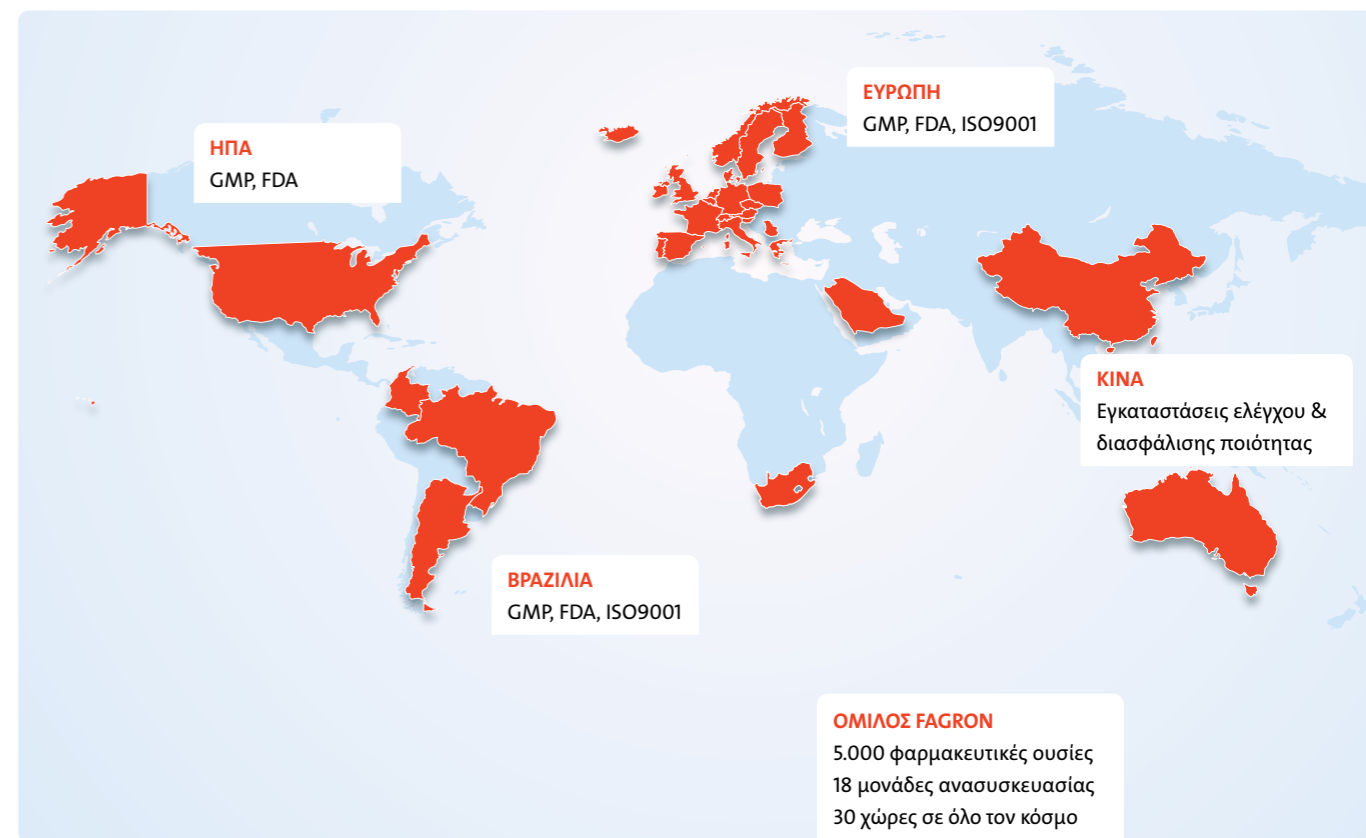 ΕΥΡΩΠΗ
GMP, FDA, ISO9001
ΗΠΑ
GMP, FDA
ΚΙΝΑ
Εγκαταστάσεις ελέγχου &
διασφάλισης ποιότητας
ΒΡΑΖΙΛΙΑ
GMP, FDA, ISO9001
ΟΜΙΛΟΣ FAGRON
5.000 φαρμακευτικές ουσίες
18 μονάδες ανασυσκευασίας
30 χώρες σε όλο τον κόσμο